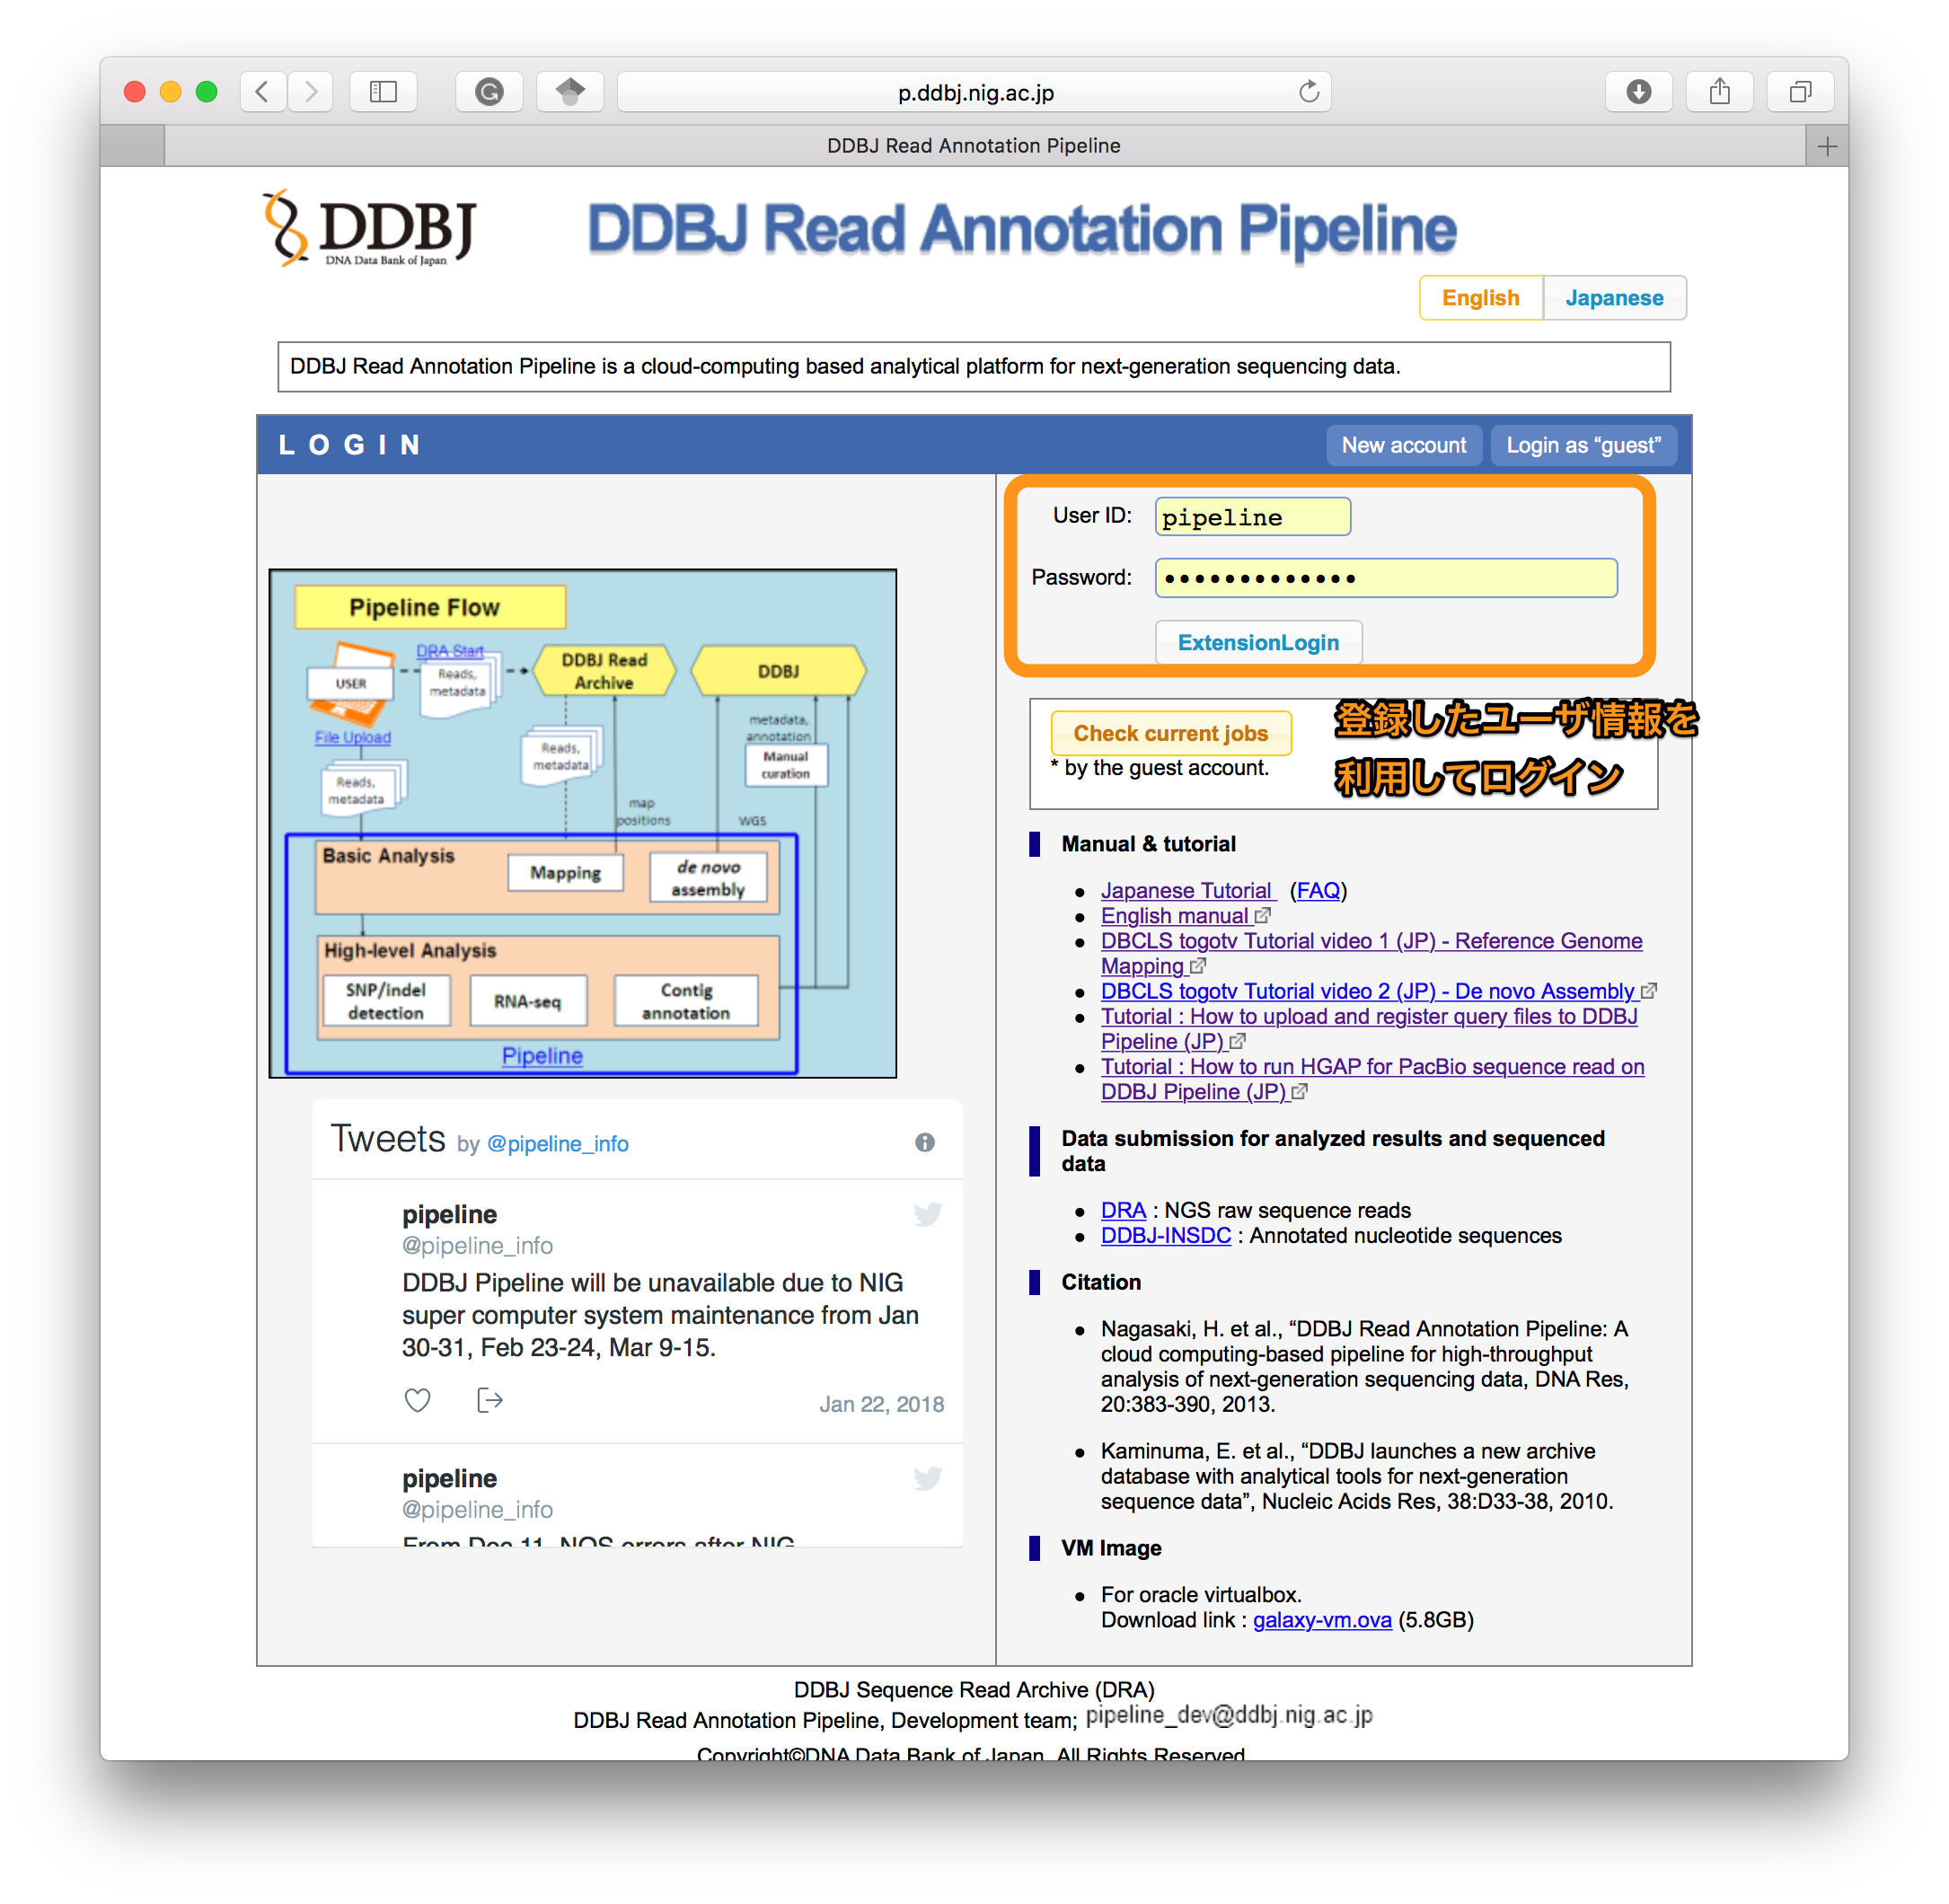 p.ddbj.nig.ac.jp
DDBJ Read Annotation Pipeline
DDBJ
DNA Data Bank of Japan
DDBJ Read Annotation Pipeline
English
Japanese
DDBJ Read Annotation Pipeline is a cloud-computing based analytical platform for next-generation sequencing data.
LOGIN
New account
Login as “guest”
User ID:
pipeline
Password:
•••••••••••••
ExtensionLogin
Check current jobs
* by the guest account.
登録したユーザ情報を
利用してログイン
Pipeline Flow
USER
DRA Start
Reads,
metadata
DDBJ Read
Archive
DDBJ
File Upload
Reads,
metadata
Reads,
metadata
metadata,
annotation
Manual
curation
map
positions
WGS
Basic Analysis
Mapping
de novo
assembly
High-level Analysis
SNP/indel
detection
RNA-seq
Contig
annotation
Pipeline
Tweets by @pipeline_info
pipeline
@pipeline_info
DDBJ Pipeline will be unavailable due to NIG
super computer system maintenance from Jan
30-31, Feb 23-24, Mar 9-15.
Jan 22, 2018
pipeline
@pipeline_info
From Dec 11, NQS errors after NIG
Manual & tutorial
Japanese Tutorial (FAQ)
English manual
DBCLS togotv Tutorial video 1 (JP) - Reference Genome
Mapping
DBCLS togotv Tutorial video 2 (JP) - De novo Assembly
Tutorial : How to upload and register query files to DDBJ
Pipeline (JP)
Tutorial : How to run HGAP for PacBio sequence read on
DDBJ Pipeline (JP)
Data submission for analyzed results and sequenced
data
DRA : NGS raw sequence reads
DDBJ-INSDC : Annotated nucleotide sequences
Citation
Nagasaki, H. et al., “DDBJ Read Annotation Pipeline: A
cloud computing-based pipeline for high-throughput
analysis of next-generation sequencing data, DNA Res,
20:383-390, 2013.
Kaminuma, E. et al., “DDBJ launches a new archive
database with analytical tools for next-generation
sequence data”, Nucleic Acids Res, 38:D33-38, 2010.
VM Image
For oracle virtualbox.
Download link : galaxy-vm.ova (5.8GB)
DDBJ Sequence Read Archive (DRA)
DDBJ Read Annotation Pipeline, Development team; pipeline_dev@ddbj.nig.ac.jp
Copyright©DNA Data Bank of Japan. All Rights Reserved